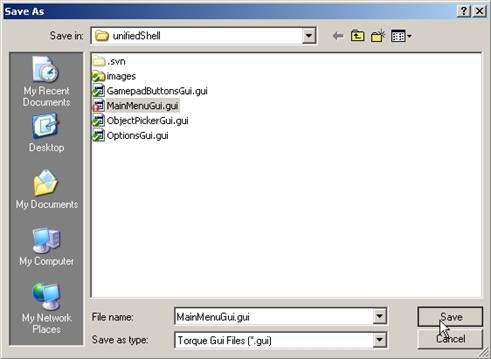 Save As
Save in: unifiedShell
.svn
images
GamepadButtonsGui.gui
MainMenuGui.gui
ObjectPickerGui.gui
OptionsGui.gui
My Recent
Documents
Desktop
My Documents
My Computer
My Network
Places
File name: MainMenuGui.gui Save
Save as type: Torque Gui Files (*.gui) Cancel